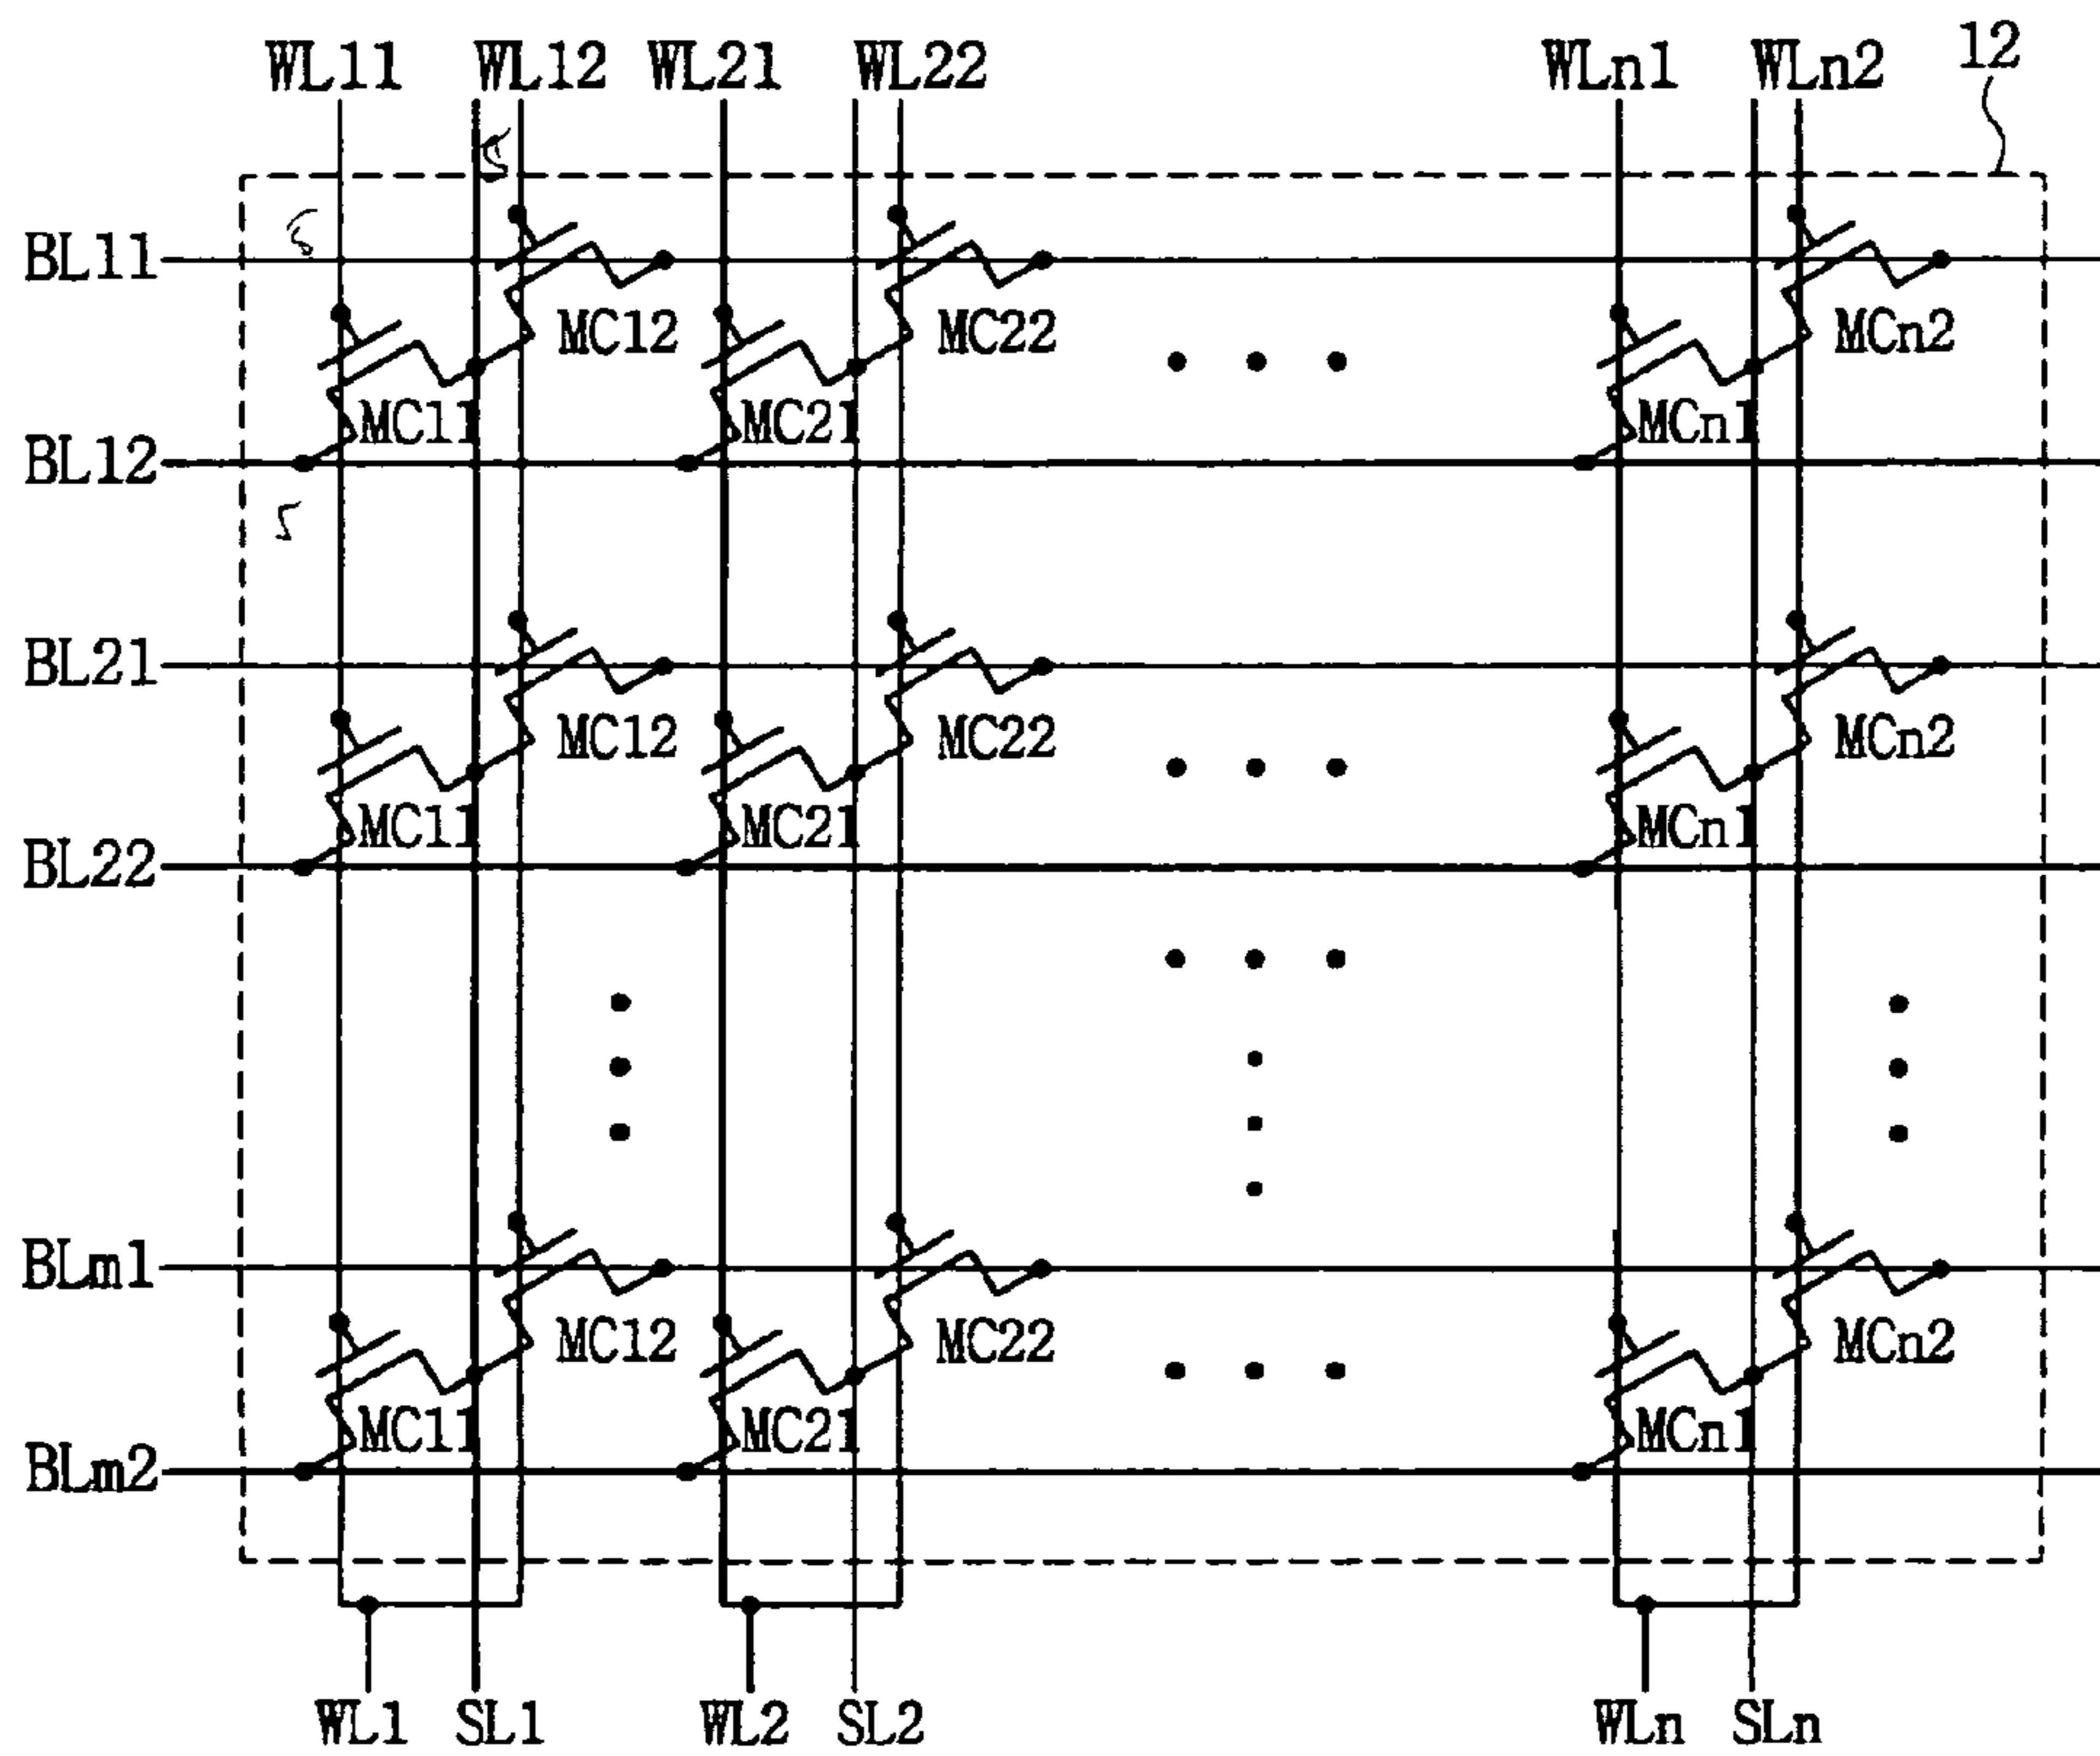 WL11 WL12 WL21 WL22 WLn1 WLn2 12
BL11
MC12 MC22 MCn2
MC11 MC21 MCn1
BL12
BL21
MC12 MC22 MCn2
MC11 MC21 MCn1
BL22
BLm1
MC12 MC22 MCn2
MC11 MC21 MCn1
BLm2
WL1 SL1 WL2 SL2 WLn SLn